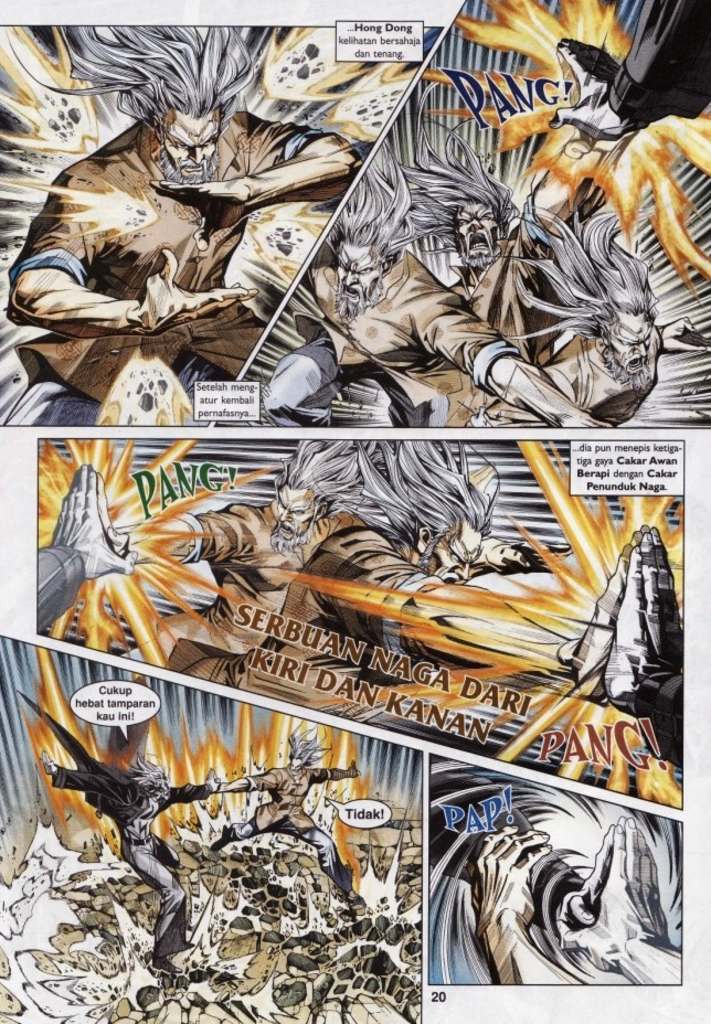 ...Hong Dong
kelihatan bersahaja
dan tenang.
PANG!
Setelah meng-
atur kembali
pernafasnya...
...dia pun menepis ketiga-
tiga gaya Cakar Awan
Berapi dengan Cakar
Penunduk Naga.
PANG!
SERBUAN NAGA DARI
KIRI DAN KANAN
PANG!
Cukup
hebat tamparan
kau ini!
Tidak!
PAP!
20